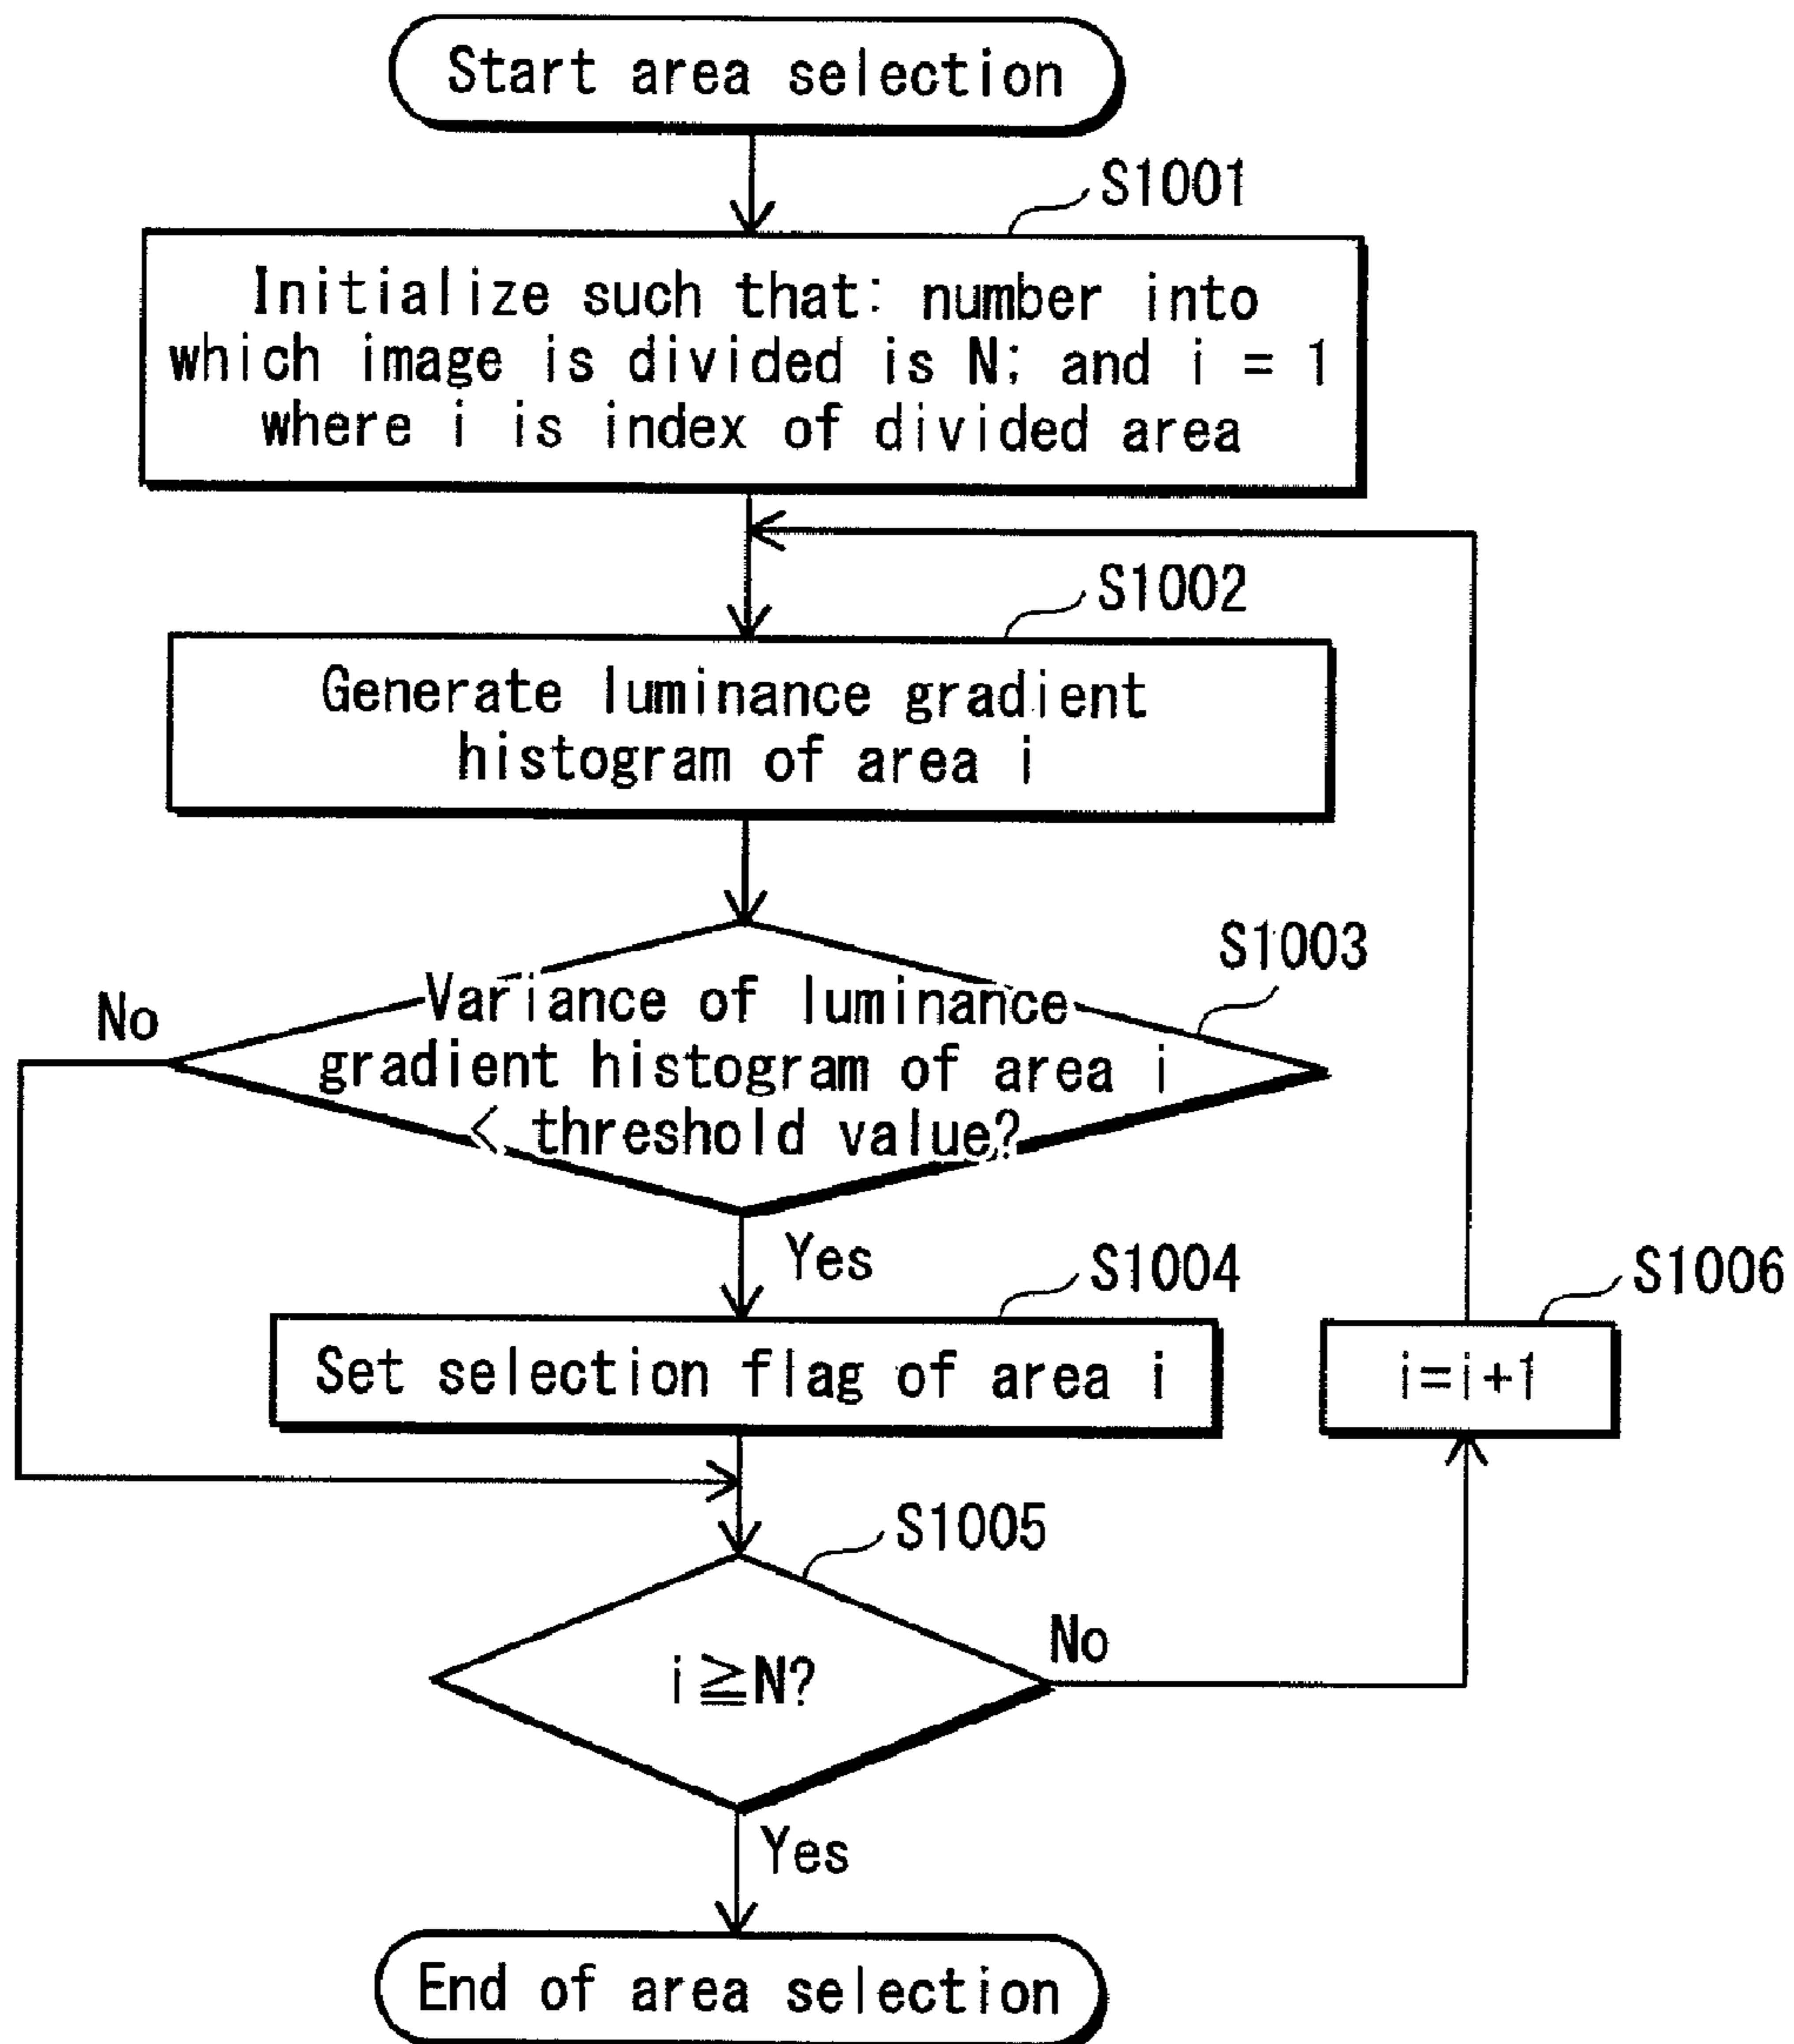 Start area selection
S1001
Initialize such that: number into
which image is divided is N; and i = 1
where i is index of divided area
S1002
Generate luminance gradient
histogram of area i
S1003
No
Variance of luminance
gradient histogram of area i
< threshold value?
Yes
S1004
S1006
Set selection flag of area i
i=i+1
S1005
No
i≧N?
Yes
End of area selection